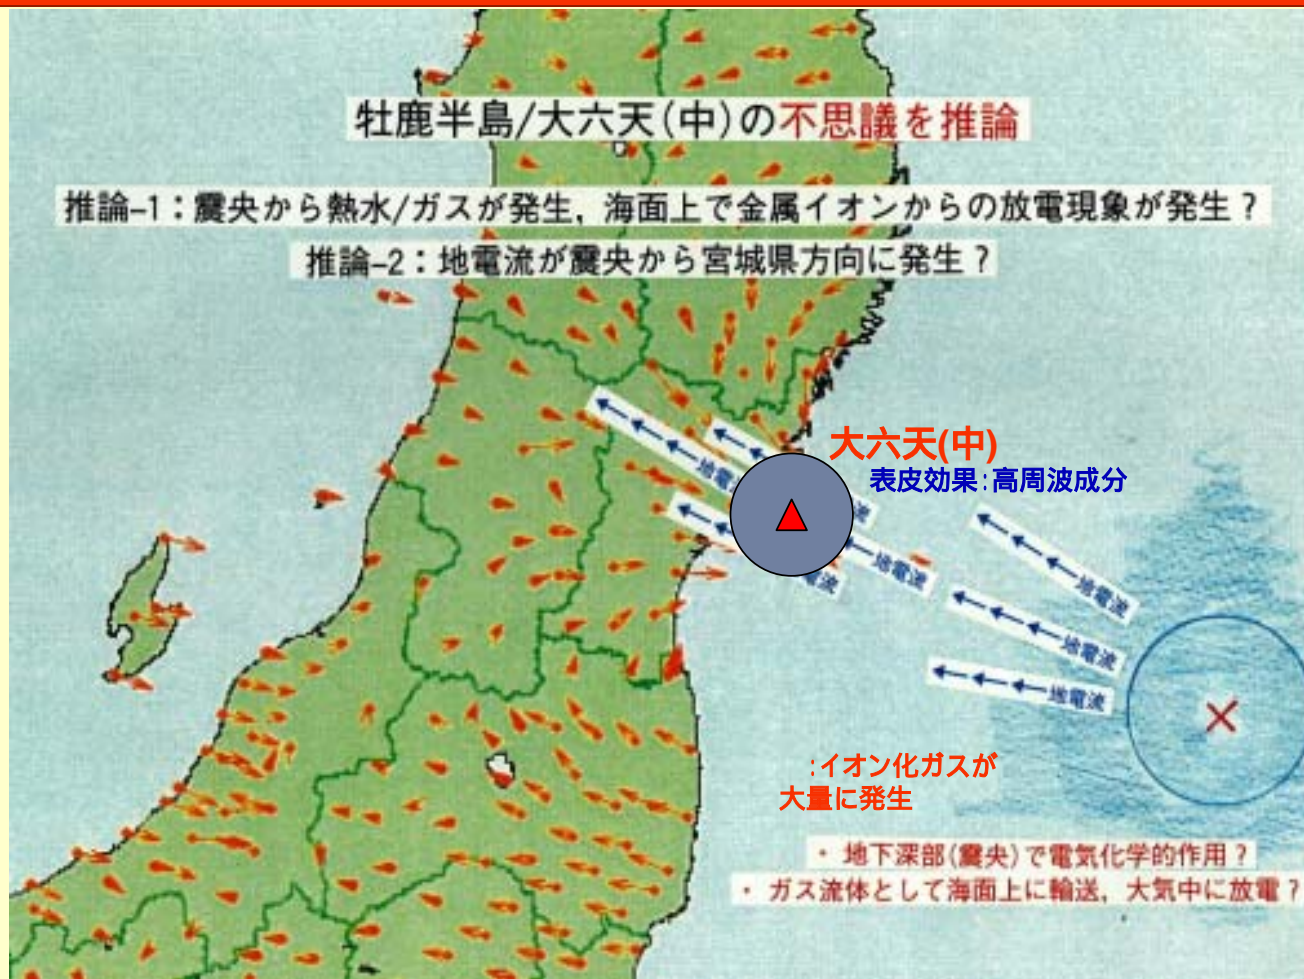 牡鹿半島/大六天(中)の不思議を推論
推論−1：震央から熱水/ガスが発生，海面上で金属イオンからの放電現象が発生？
推論−2：地電流が震央から宮城県方向に発生？
大六天(中)
表皮効果:高周波成分
地電
流
地電流
電流
地電流
地電流
地電流
:イオン化ガスが
大量に発生
・ 地下深部(震央)で電気化学的作用？
・ ガス流体として海面上に輸送，大気中に放電？